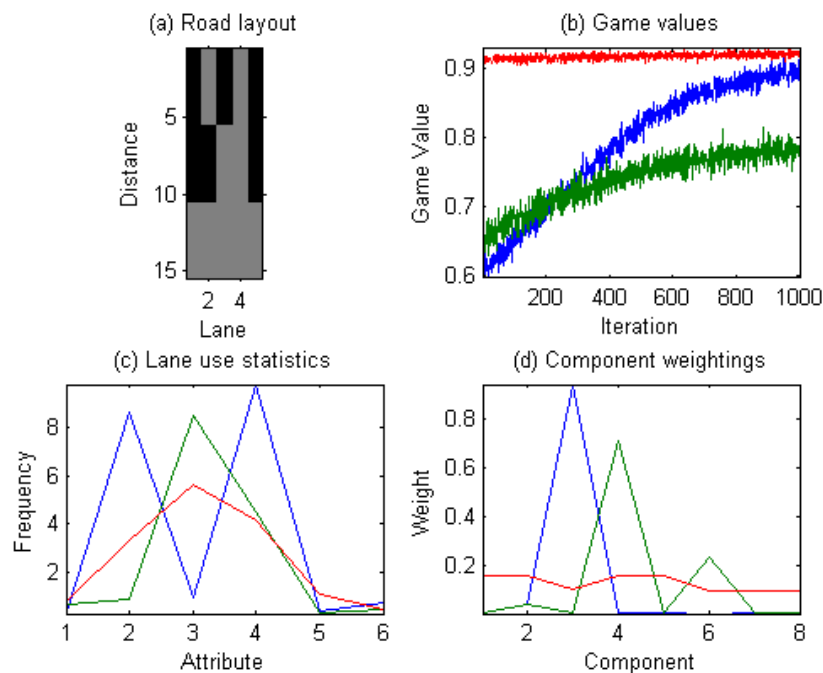 (a) Road layout
5
10
15
Distance
2 4
Lane
(b) Game values
0.9
0.8
0.7
0.6
Game Value
200 400 600 800 1000
Iteration
(c) Lane use statistics
8
6
4
2
Frequency
1 2 3 4 5 6
Attribute
(d) Component weightings
0.8
0.6
0.4
0.2
Weight
2 4 6 8
Component